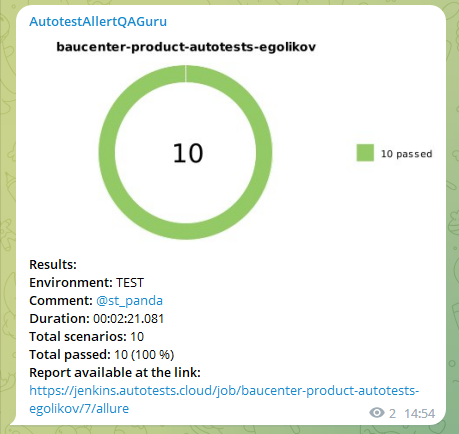 AutotestAllertQAGuru
baucenter-product-autotests-egolikov
10
10 passed
Results:
Environment: TEST
Comment: @st_panda
Duration: 00:02:21.081
Total scenarios: 10
Total passed: 10 (100 %)
Report available at the link:
https://jenkins.autotests.cloud/job/baucenter-product-autotests-
egolikov/7/allure
2 14:54